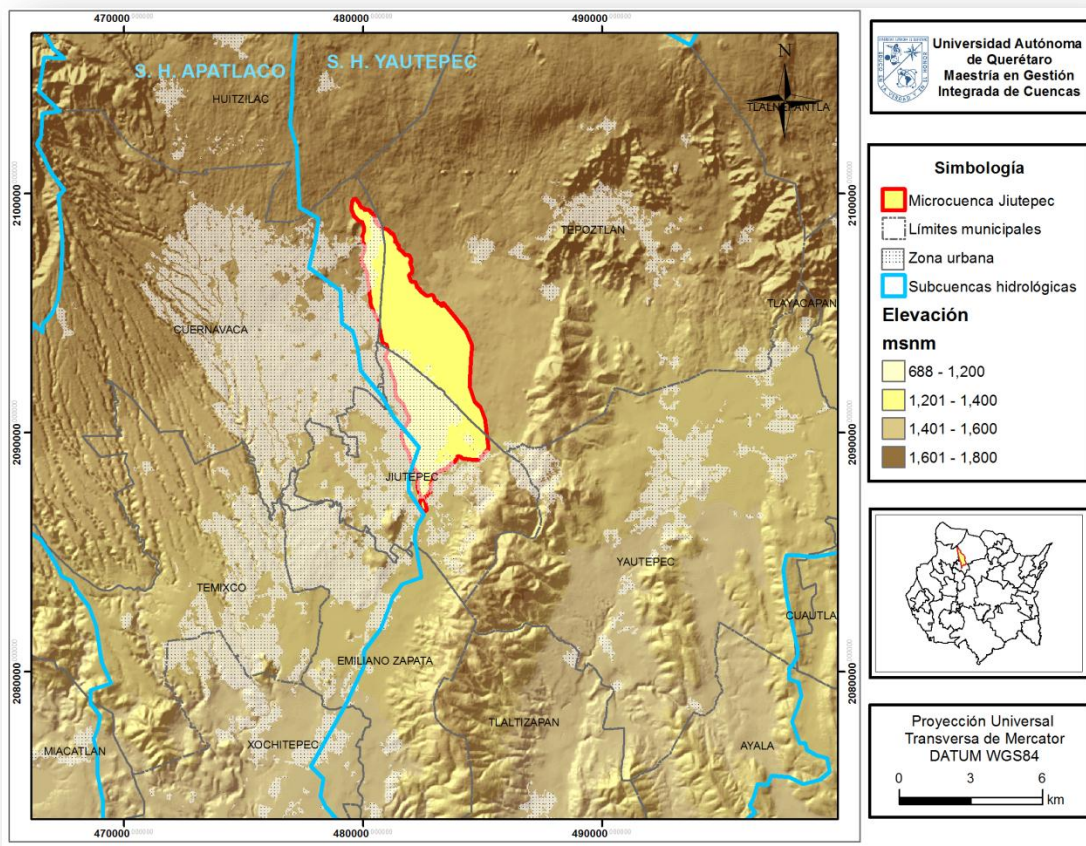 470000
480000
490000
S. H. APATLACO
S. H. YAUTEPEC
HUITZILAC
N
TLALNEPANTLA
2100000
2100000
TEPOZTLAN
TLAYACAPAN
CUERNAVACA
2090000
2090000
JIUTEPEC
YAUTEPEC
TEMIXCO
CUAUTLA
EMILIANO ZAPATA
2080000
2080000
TLALTIZAPAN
MIACATLAN
XOCHITEPEC
AYALA
470000
480000
490000
Universidad Autónoma
de Querétaro
Maestría en Gestión
Integrada de Cuencas
Simbología
Microcuenca Jiutepec
Límites municipales
Zona urbana
Subcuencas hidrológicas
Elevación
msnm
688 - 1,200
1,201 - 1,400
1,401 - 1,600
1,601 - 1,800
Proyección Universal
Transversa de Mercator
DATUM WGS84
0 3 6
km